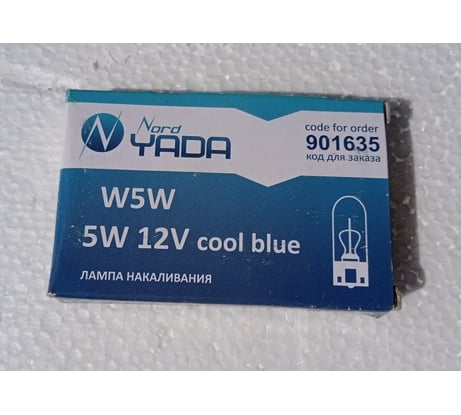 Nord
YADA
code for order
901635
код для заказа
W5W
5W 12V cool blue
ЛАМПА НАКАЛИВАНИЯ